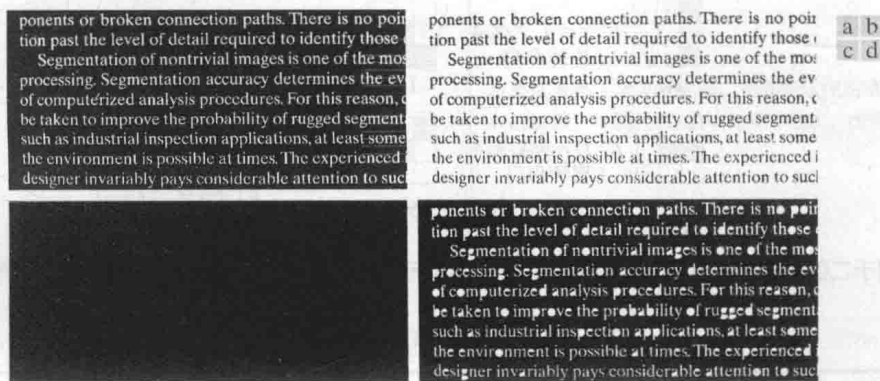 ponents or broken connection paths. There is no poi
tion past the level of detail required to identify those
Segmentation of nontrivial images is one of the mos
processing. Segmentation accuracy determines the ev
of computerized analysis procedures. For this reason,
be taken to improve the probability of rugged segment
such as industrial inspection applications, at least some
the environment is possible at times. The experienced
designer invariably pays considerable attention to suc
ponents or broken connection paths. There is no poi
tion past the level of detail required to identify those
Segmentation of nontrivial images is one of the mos
processing. Segmentation accuracy determines the ev
of computerized analysis procedures. For this reason,
be taken to improve the probability of rugged segment
such as industrial inspection applications, at least some
the environment is possible at times. The experienced
designer invariably pays considerable attention to suc
a b
c d
ponents or broken connection paths. There is no poi
tion past the level of detail required to identify those
Segmentation of nontrivial images is one of the mos
processing. Segmentation accuracy determines the ev
of computerized analysis procedures. For this reason,
be taken to improve the probability of rugged segment
such as industrial inspection applications, at least some
the environment is possible at times. The experienced
designer invariably pays considerable attention to suc